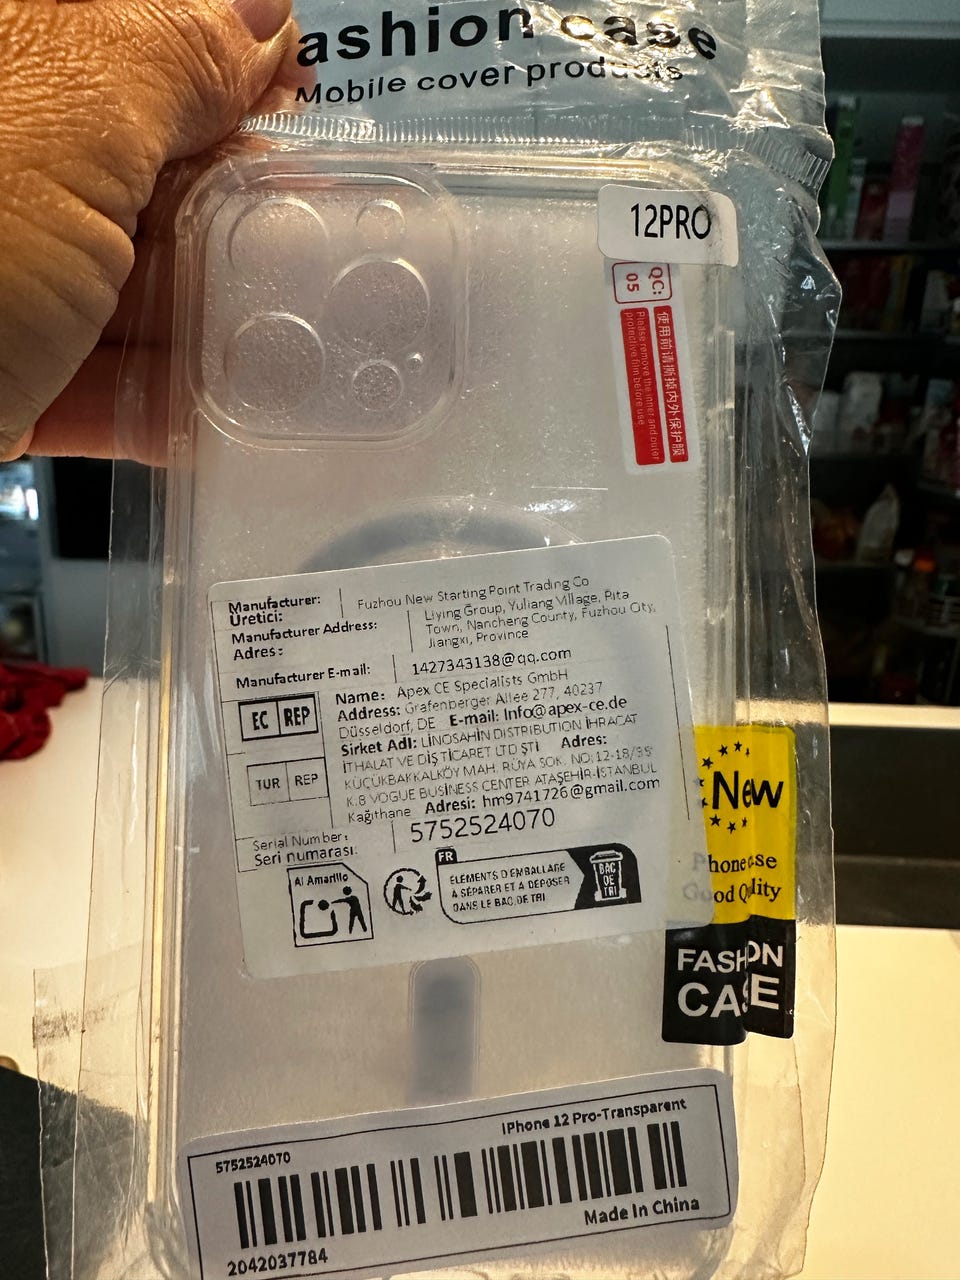 ashion case
Mobile cover products
12PRO
QC:
05
使用前请撕掉内外保护膜
Please remove the inner and outer
protective film before use
Manufacturer:
Uretici:
Fuzhou New Starting Point Trading Co
Manufacturer Address:
Adres:
Liying Group, Yuliang Village, Pita
Town, Nancheng County, Fuzhou City,
Jiangxi, Province
Manufacturer E-mail:
1427343138@qq.com
EC REP
Name: Apex CE Specialists GmbH
Address: Grafenberger Allee 277, 40237
Düsseldorf, DE E-mail: Info@apex-ce.de
TUR REP
Sirket Adl: LİNOSAHİN DISTRIBUTION İHRACAT
İTHALAT VE DIŞ TİCARET LTD ŞTİ Adres:
KÜÇÜKBAKKALKÖY MAH. RÜYA SOK. NO:12-18/35
K.8 VOGUE BUSINESS CENTER ATAŞEHİR-İSTANBUL
Kağithane Adresi: hm9741726@gmail.com
Serial Number:
Seri numarası:
5752524070
Al Amarillo
FR
ELEMENTS D'EMBALLAGE
A SÉPARER ET A DEPOSER
DANS LE BAC DE TRI
BAC
DE
TRI
New
Phone case
Good Quality
FASHION
CASE
iPhone 12 Pro-Transparent
5752524070
2042037784
Made In China